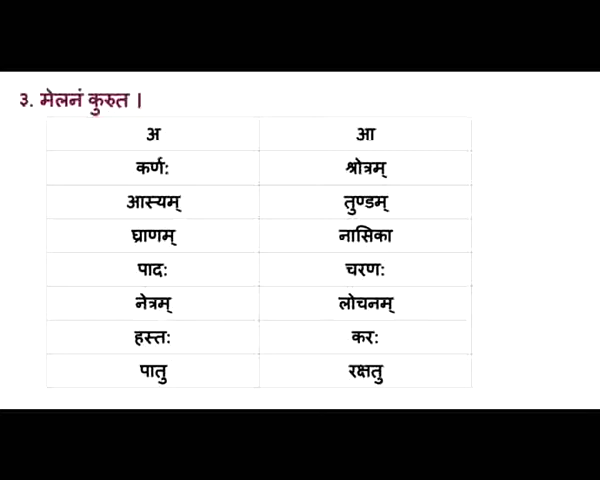 ३. मेलनं कुरुत ।
अ आ
कर्ण: श्रोत्रम्
आस्यम् तुण्डम्
घ्राणम् नासिका
पाद: चरण:
नेत्रम् लोचनम्
हस्त: कर:
पातु रक्षतु